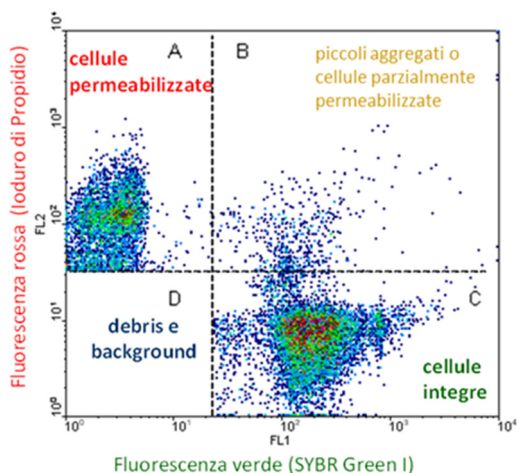 A
B
cellule
permeabilizzate
piccoli aggregati o
cellule parzialmente
permeabilizzate
Fluorescenza rossa (Ioduro di Propidio)
FL2
10⁴
10³
10²
10¹
10⁰
D
C
debris e
background
cellule
integre
10⁰
10¹
10²
10³
10⁴
FL1
Fluorescenza verde (SYBR Green I)